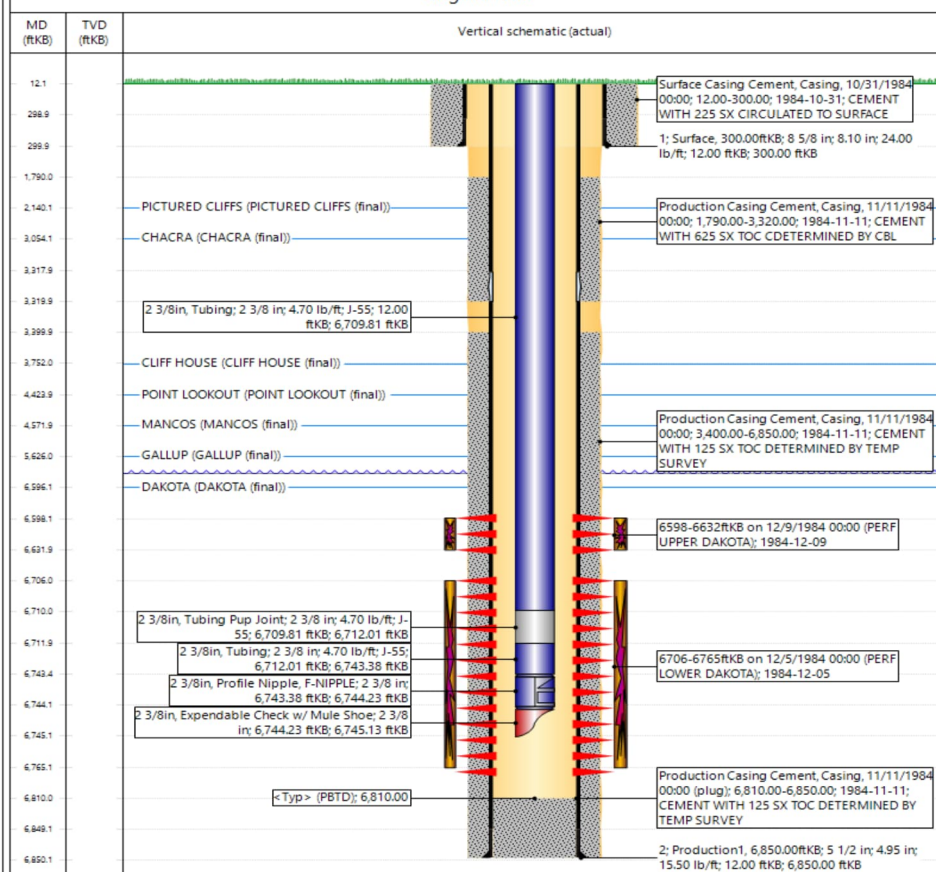 MD
(ftKB)
TVD
(ftKB)
Vertical schematic (actual)
12.1
298.9
299.9
1,790.0
2,140.1
3,054.1
3,317.9
3,319.9
3,399.9
3,752.0
4,423.9
4,571.9
5,626.0
6,596.1
6,598.1
6,631.9
6,706.0
6,710.0
6,711.9
6,743.4
6,744.1
6,745.1
6,765.1
6,810.0
6,849.1
6,850.1
PICTURED CLIFFS (PICTURED CLIFFS (final))
CHACRA (CHACRA (final))
2 3/8in, Tubing; 2 3/8 in; 4.70 lb/ft; J-55; 12.00
ftKB; 6,709.81 ftKB
CLIFF HOUSE (CLIFF HOUSE (final))
POINT LOOKOUT (POINT LOOKOUT (final))
MANCOS (MANCOS (final))
GALLUP (GALLUP (final))
DAKOTA (DAKOTA (final))
2 3/8in, Tubing Pup Joint; 2 3/8 in; 4.70 lb/ft; J-
55; 6,709.81 ftKB; 6,712.01 ftKB
2 3/8in, Tubing; 2 3/8 in; 4.70 lb/ft; J-55;
6,712.01 ftKB; 6,743.38 ftKB
2 3/8in, Profile Nipple, F-NIPPLE; 2 3/8 in;
6,743.38 ftKB; 6,744.23 ftKB
2 3/8in, Expendable Check w/ Mule Shoe; 2 3/8
in; 6,744.23 ftKB; 6,745.13 ftKB
<Typ> (PBTD); 6,810.00
Surface Casing Cement, Casing, 10/31/1984
00:00; 12.00-300.00; 1984-10-31; CEMENT
WITH 225 SX CIRCULATED TO SURFACE
1; Surface, 300.00ftKB; 8 5/8 in; 8.10 in; 24.00
lb/ft; 12.00 ftKB; 300.00 ftKB
Production Casing Cement, Casing, 11/11/1984
00:00; 1,790.00-3,320.00; 1984-11-11; CEMENT
WITH 625 SX TOC CDETERMINED BY CBL
Production Casing Cement, Casing, 11/11/1984
00:00; 3,400.00-6,850.00; 1984-11-11; CEMENT
WITH 125 SX TOC DETERMINED BY TEMP
SURVEY
6598-6632ftKB on 12/9/1984 00:00 (PERF
UPPER DAKOTA); 1984-12-09
6706-6765ftKB on 12/5/1984 00:00 (PERF
LOWER DAKOTA); 1984-12-05
Production Casing Cement, Casing, 11/11/1984
00:00 (plug); 6,810.00-6,850.00; 1984-11-11;
CEMENT WITH 125 SX TOC DETERMINED BY
TEMP SURVEY
2; Production1, 6,850.00ftKB; 5 1/2 in; 4.95 in;
15.50 lb/ft; 12.00 ftKB; 6,850.00 ftKB